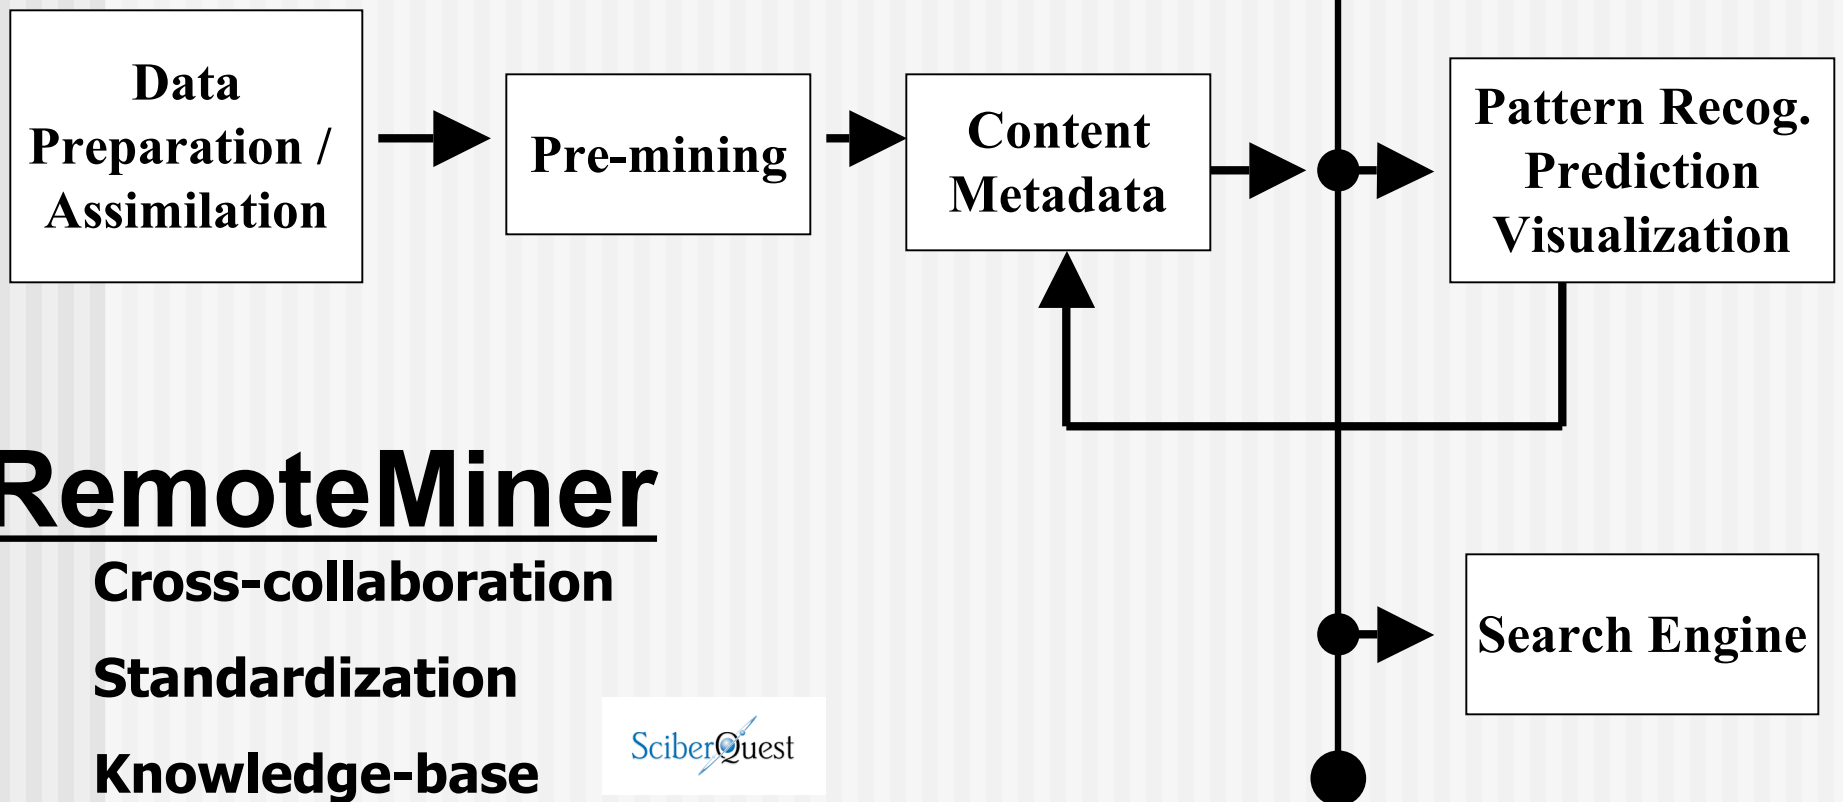 Data
Preparation /
Assimilation
Pre-mining
Content
Metadata
Pattern Recog.
Prediction
Visualization
RemoteMiner
Cross-collaboration
Standardization
Knowledge-base
SciberQuest
Search Engine